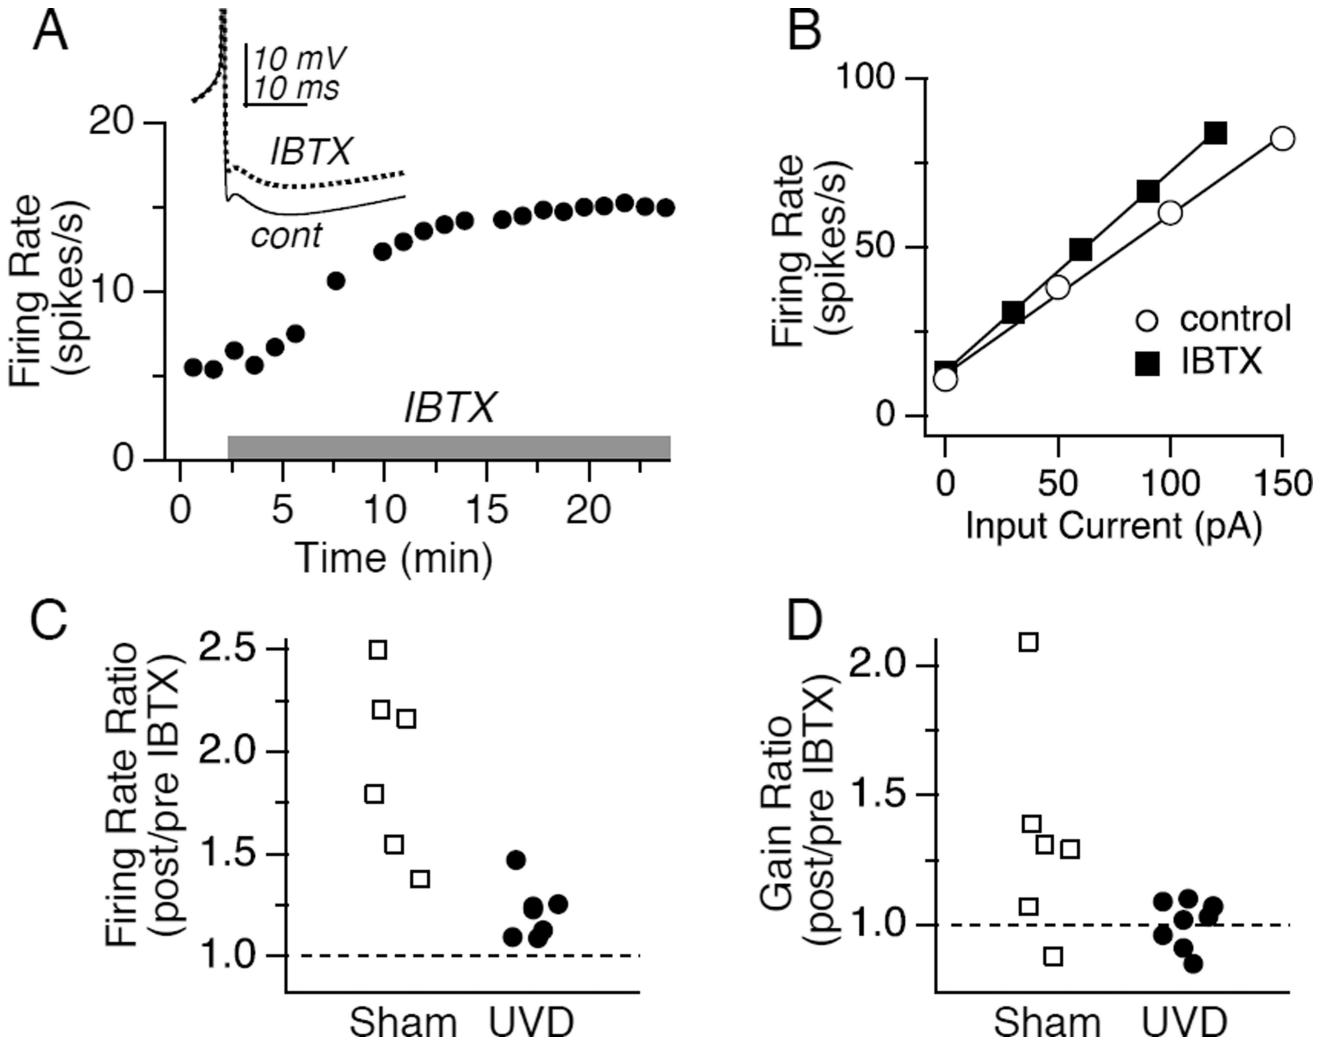 A
10 mV
10 ms
IBTX
cont
Firing Rate
(spikes/s)
20
10
0
IBTX
0 5 10 15 20
Time (min)
B
Firing Rate
(spikes/s)
100
50
0
control
IBTX
0 50 100 150
Input Current (pA)
C
Firing Rate Ratio
(post/pre IBTX)
2.5
2.0
1.5
1.0
Sham UVD
D
Gain Ratio
(post/pre IBTX)
2.0
1.5
1.0
Sham UVD